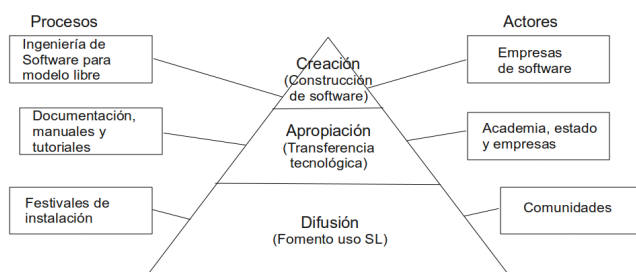 Procesos
Actores
Ingeniería de
Software para
modelo libre
Creación
(Construcción
de software)
Empresas
de software
Documentación,
manuales y
tutoriales
Apropiación
(Transferencia
tecnológica)
Academia, estado
y empresas
Festivales de
instalación
Difusión
(Fomento uso SL)
Comunidades